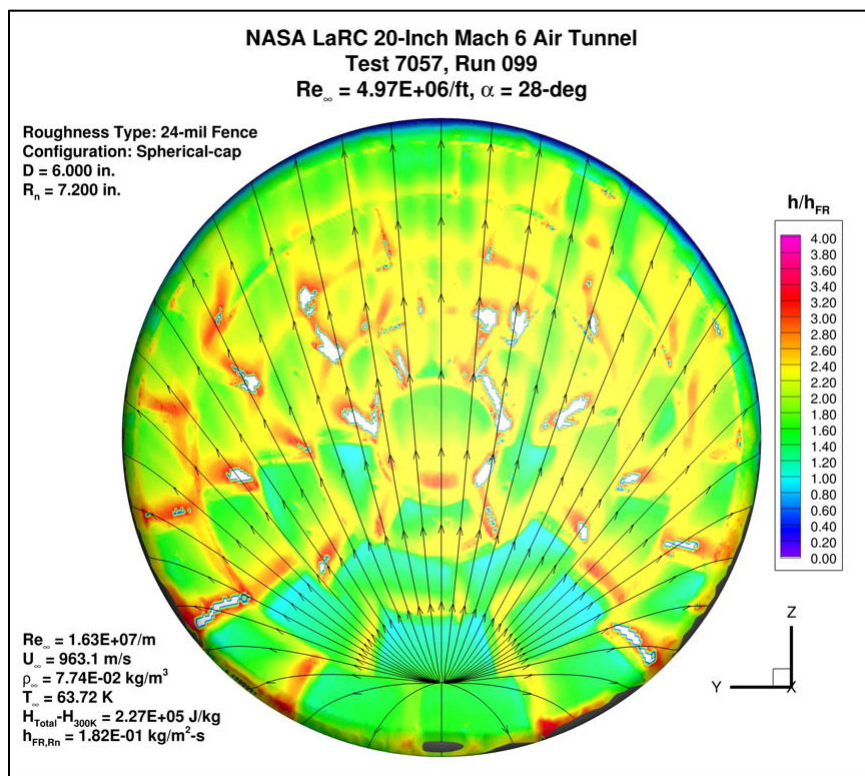 NASA LaRC 20-Inch Mach 6 Air Tunnel
Test 7057, Run 099
Re∞ = 4.97E+06/ft, α = 28-deg
Roughness Type: 24-mil Fence
Configuration: Spherical-cap
D = 6.000 in.
Rn = 7.200 in.
h/hFR
4.00
3.80
3.60
3.40
3.20
3.00
2.80
2.60
2.40
2.20
2.00
1.80
1.60
1.40
1.20
1.00
0.80
0.60
0.40
0.20
0.00
Re∞ = 1.63E+07/m
U∞ = 963.1 m/s
ρ∞ = 7.74E-02 kg/m³
T∞ = 63.72 K
HTotal-H300K = 2.27E+05 J/kg
hFR,Rn = 1.82E-01 kg/m²-s
Z
Y
X